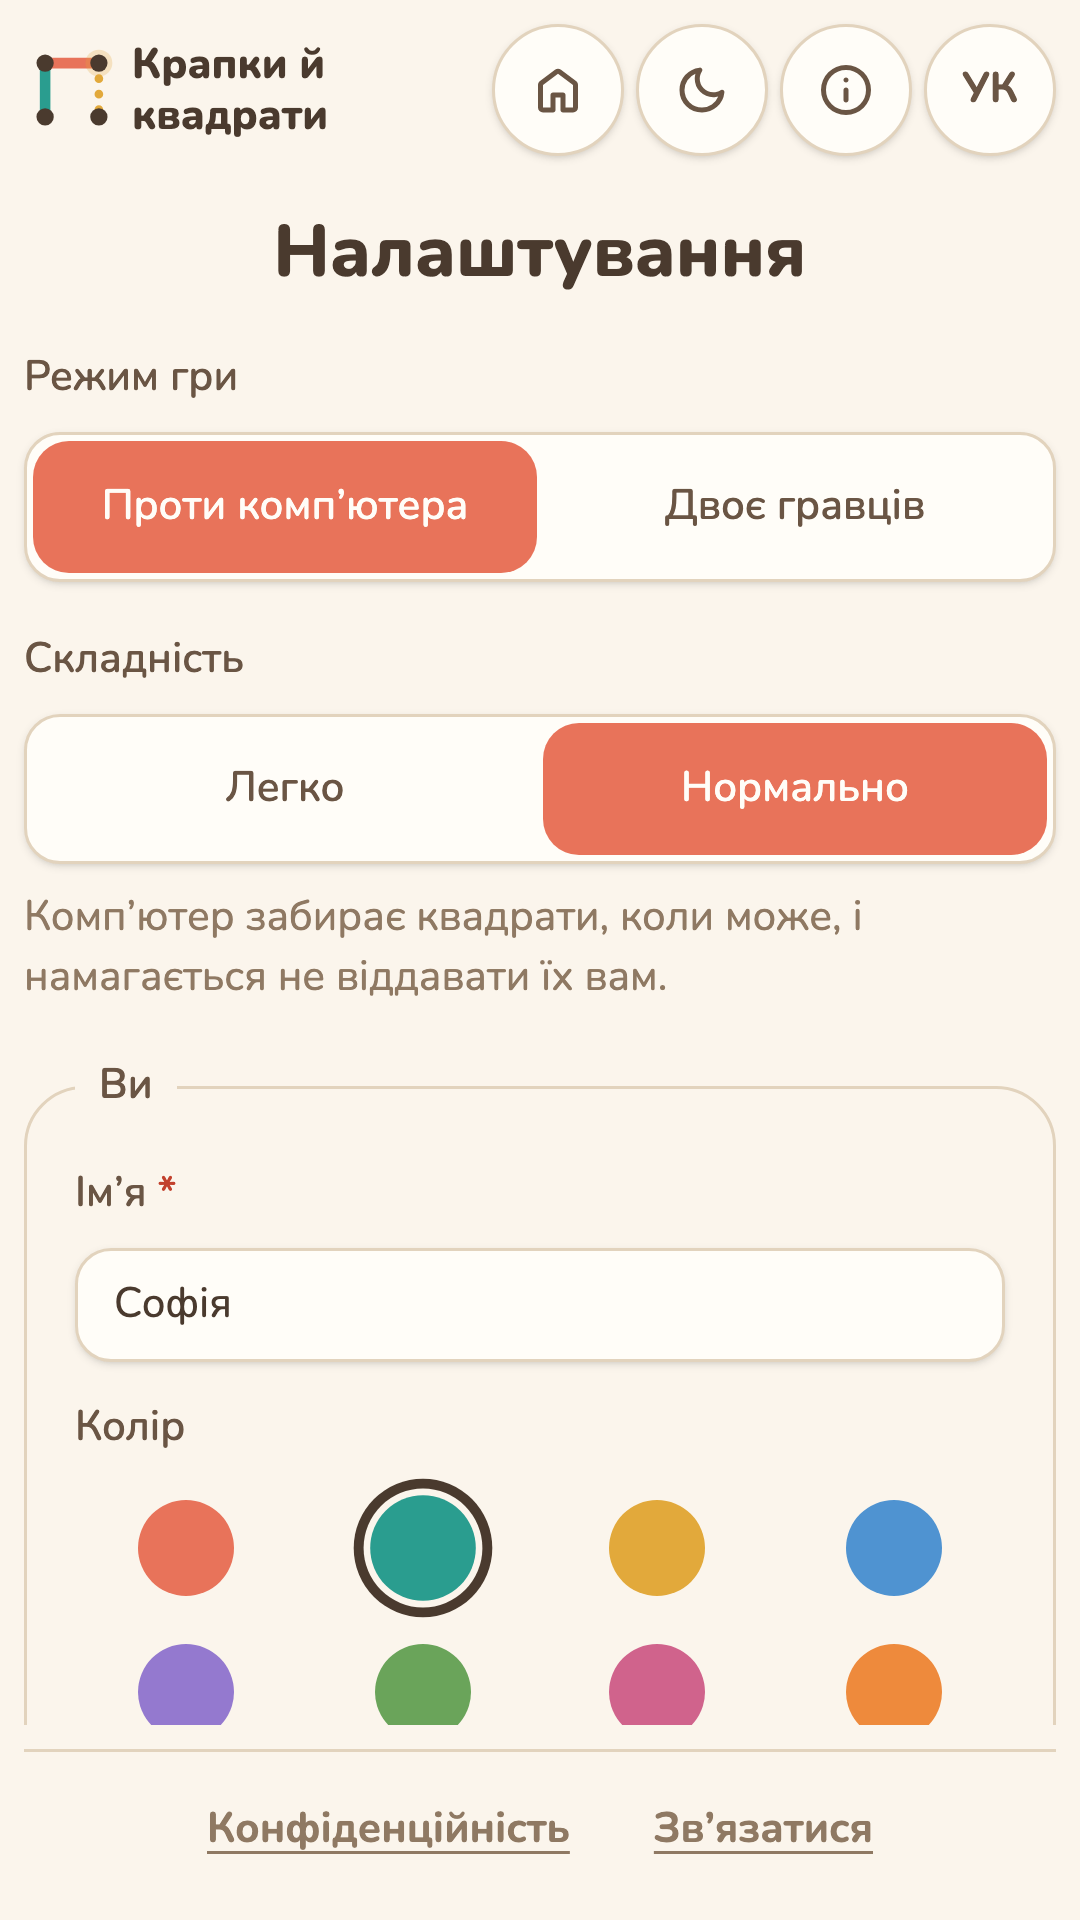 Крапки й
квадрати
УК
Налаштування
Режим гри
Проти комп’ютера
Двоє гравців
Складність
Легко
Нормально
Комп’ютер забирає квадрати, коли може, і
намагається не віддавати їх вам.
Ви
Ім’я *
Софія
Колір
Конфіденційність
Зв’язатися